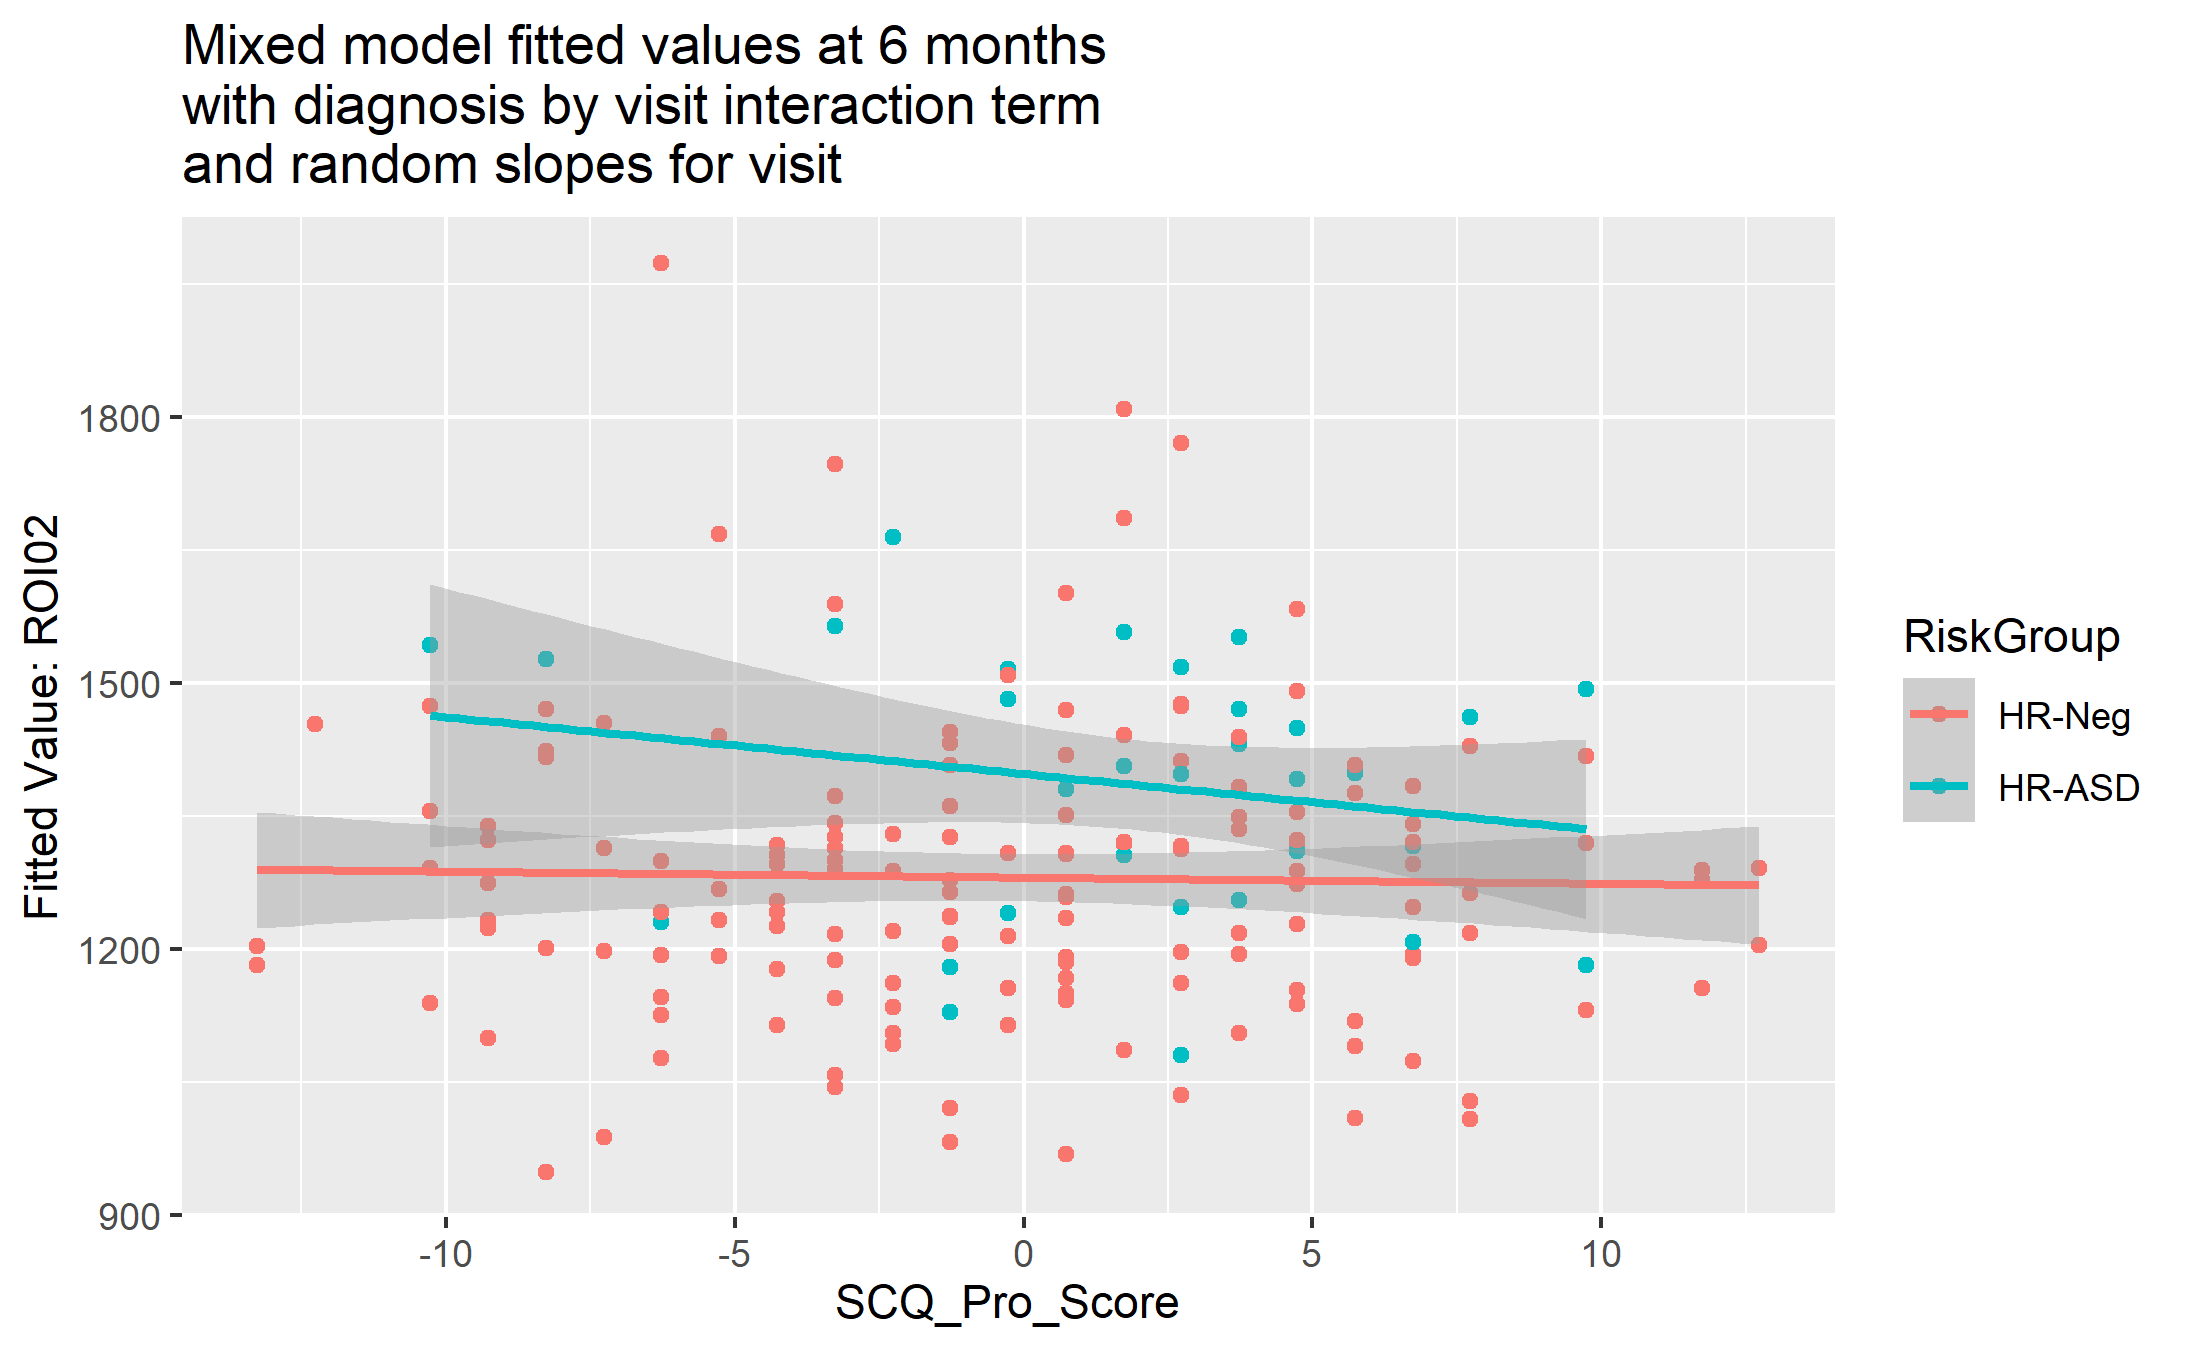 Mixed model fitted values at 6 months
with diagnosis by visit interaction term
and random slopes for visit
Fitted Value: ROI02
1800
1500
1200
900
-10
-5
0
5
10
SCQ_Pro_Score
RiskGroup
HR-Neg
HR-ASD